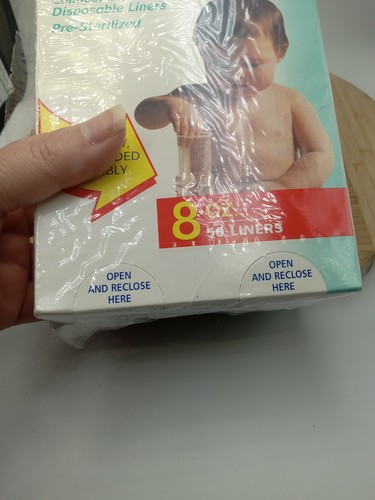 Disposable Liners
Pre-Sterilized
8 oz
50 LINERS
OPEN
AND RECLOSE
HERE
OPEN
AND RECLOSE
HERE